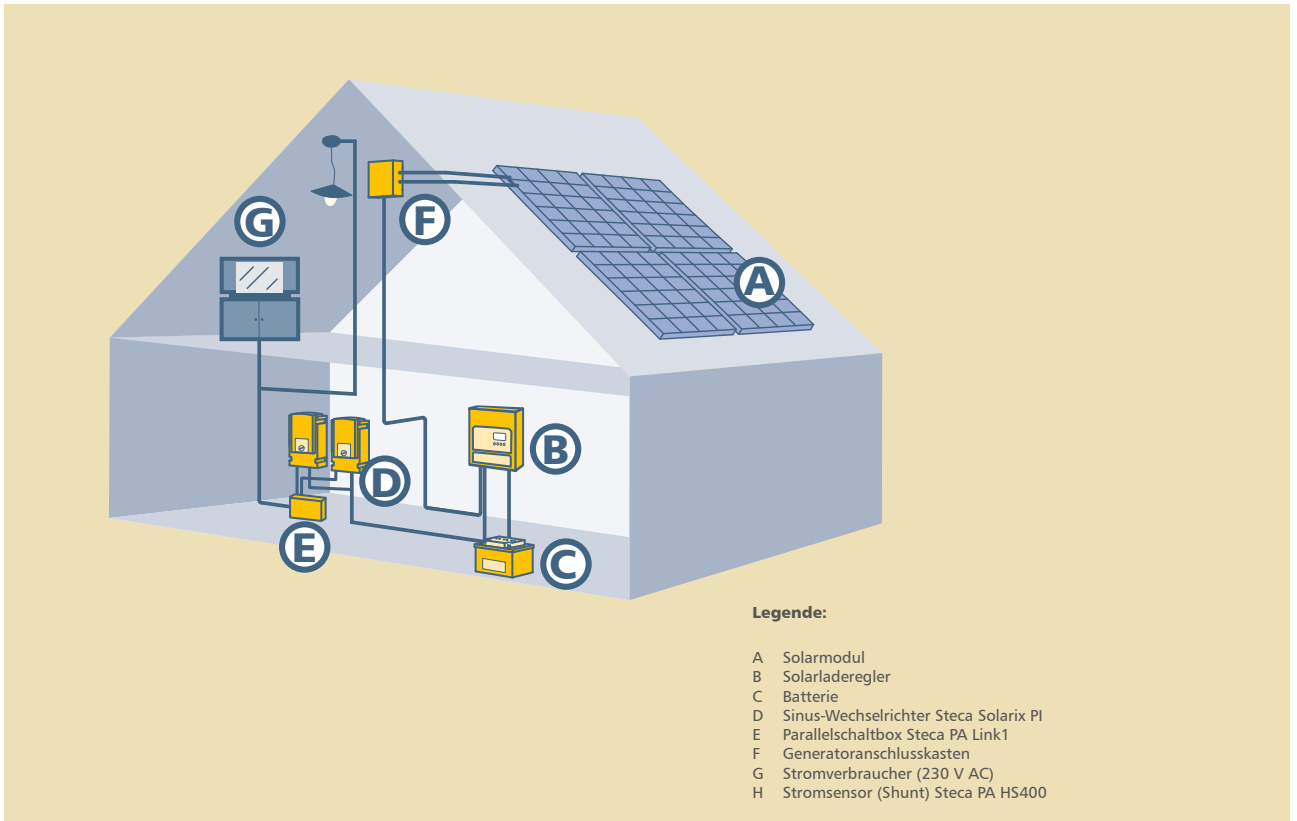 G
F
A
B
D
E
C
Legende:
A Solarmodul
B Solarladeregler
C Batterie
D Sinus-Wechselrichter Steca Solarix PI
E Parallelschaltbox Steca PA Link1
F Generatoranschlusskasten
G Stromverbraucher (230 V AC)
H Stromsensor (Shunt) Steca PA HS400